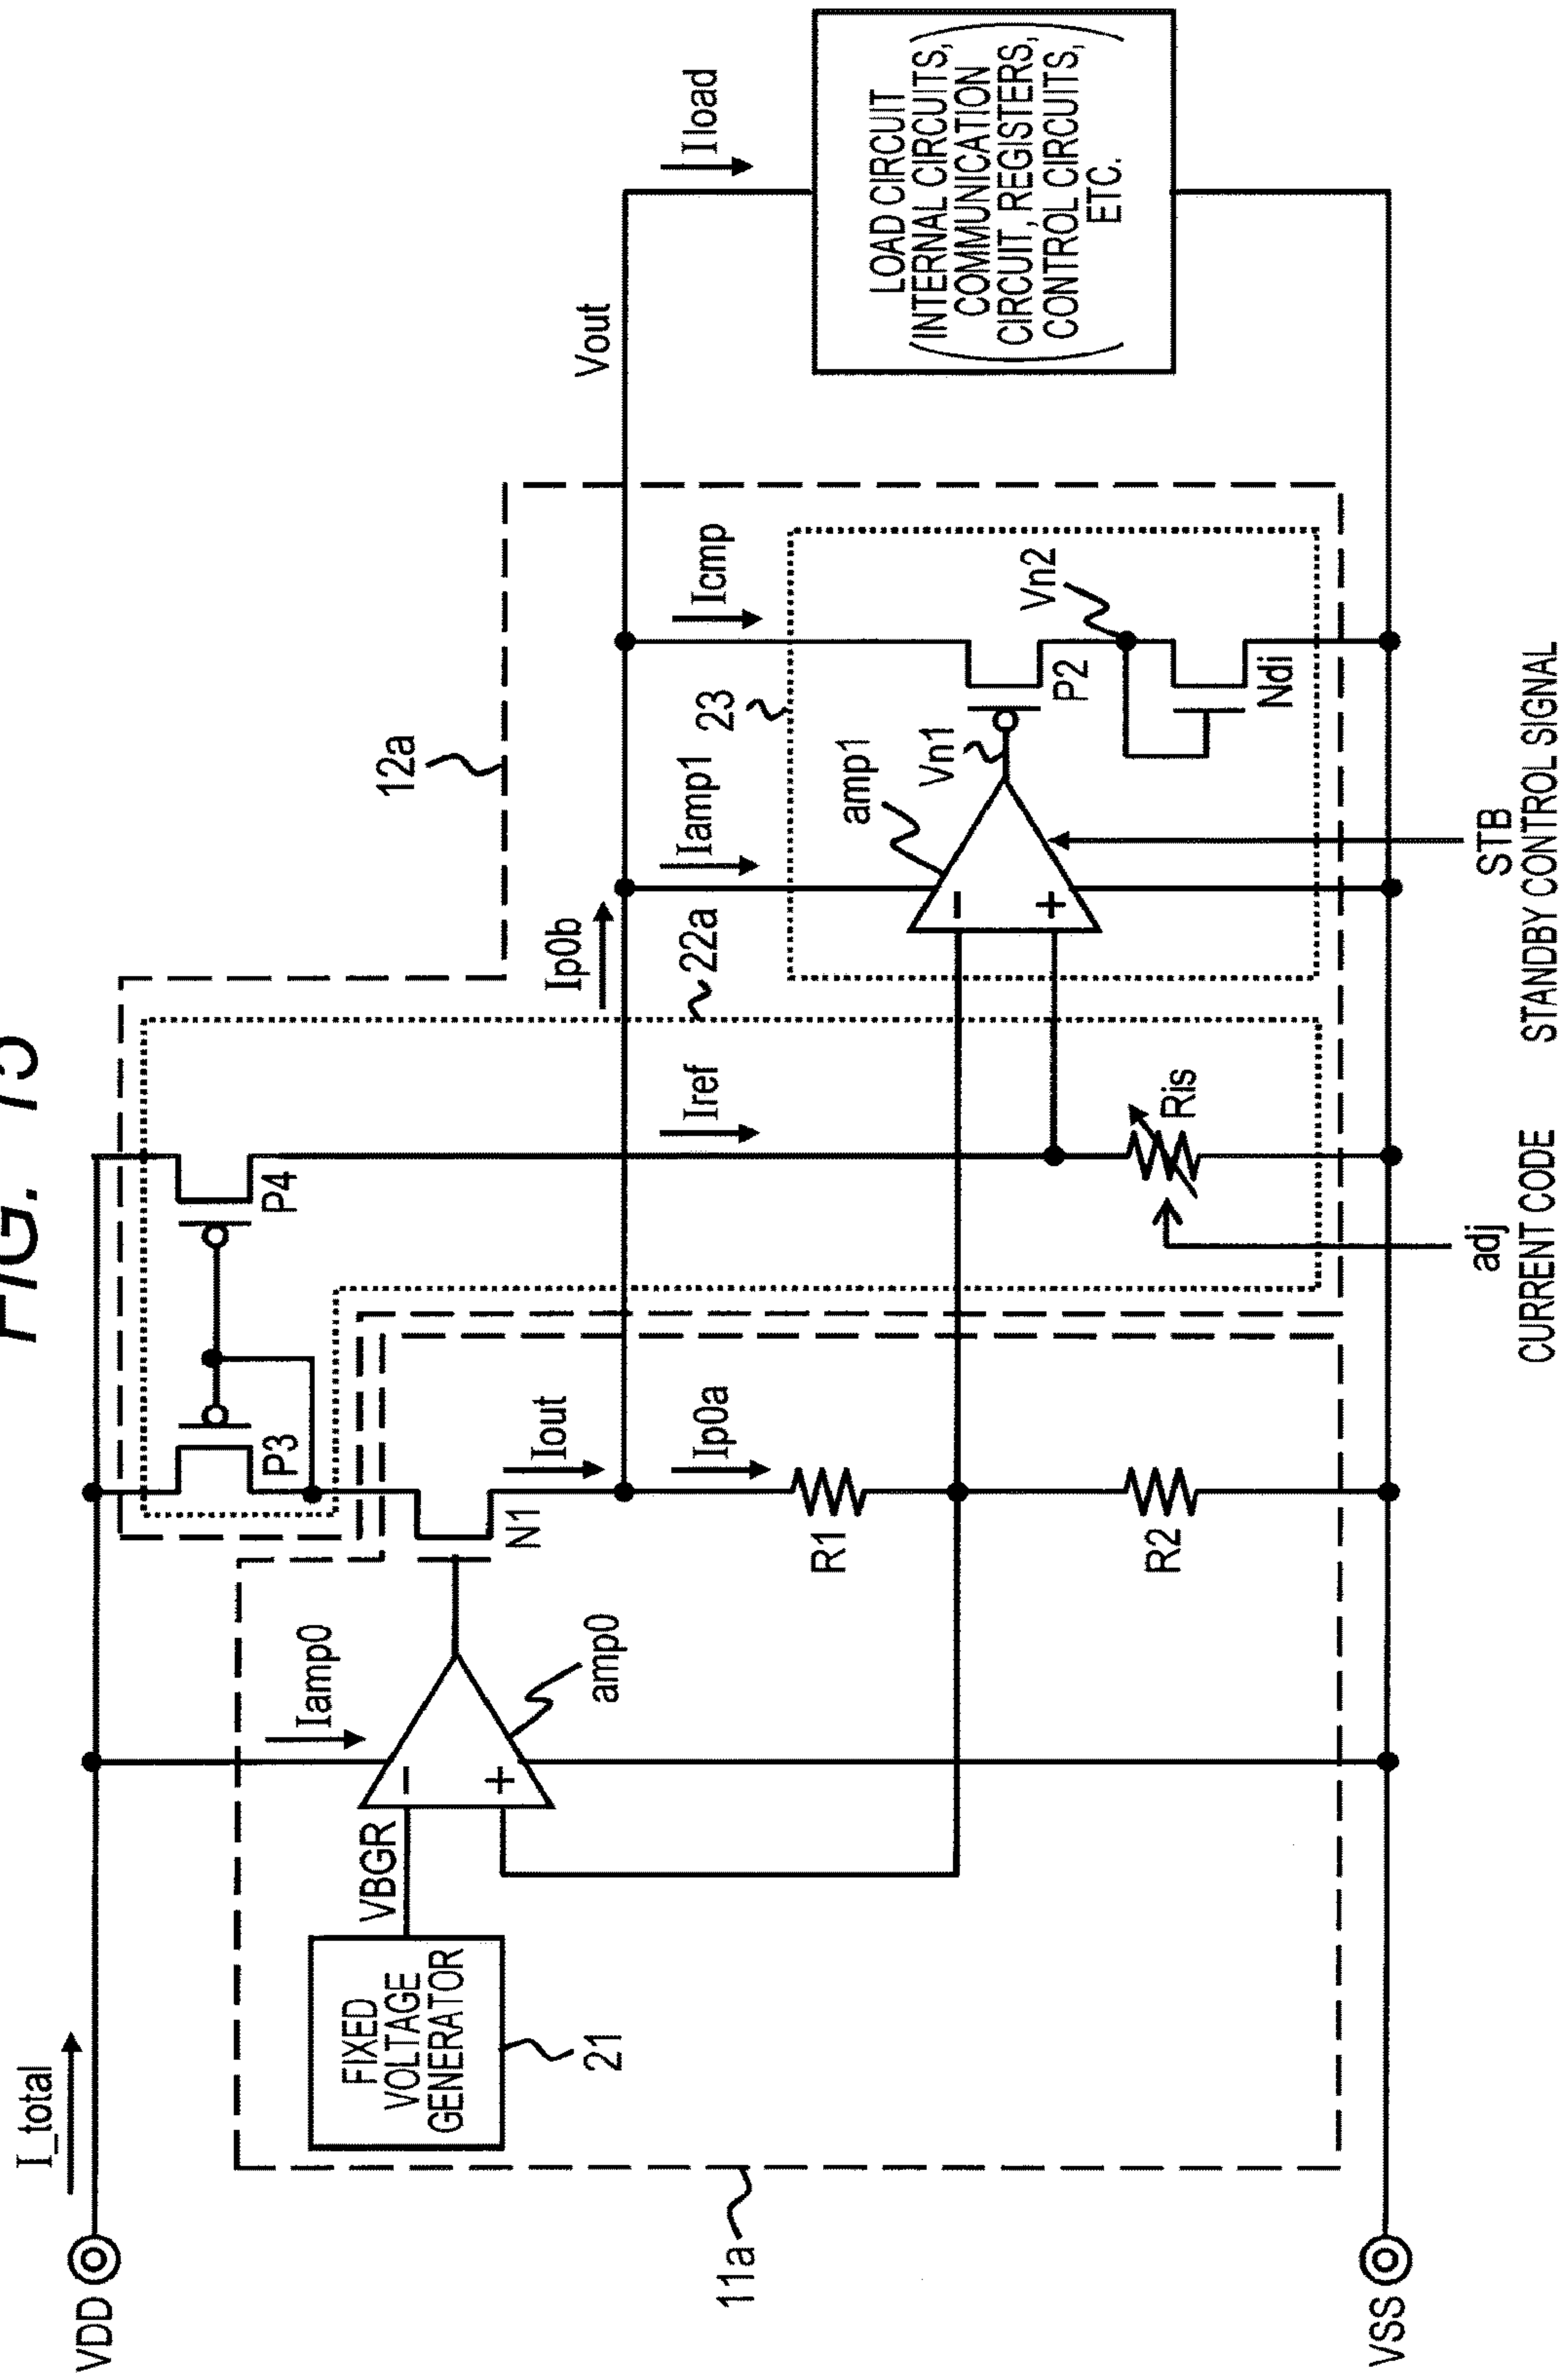 FIG. 15
I_total
VDD
Iamp0
P3
P4
12a
VBGR
FIXED
VOLTAGE
GENERATOR
21
amp0
N1
Iout
Ip0a
R1
R2
Iref
Ip0b
22a
Iamp1
23
Icmp
Vout
Iload
amp1
Vn1
P2
Vn2
Ndi
Ris
LOAD CIRCUIT
(INTERNAL CIRCUITS,
COMMUNICATION
CIRCUIT, REGISTERS,
CONTROL CIRCUITS,
ETC.)
11a
VSS
adj
CURRENT CODE
STB
STANDBY CONTROL SIGNAL